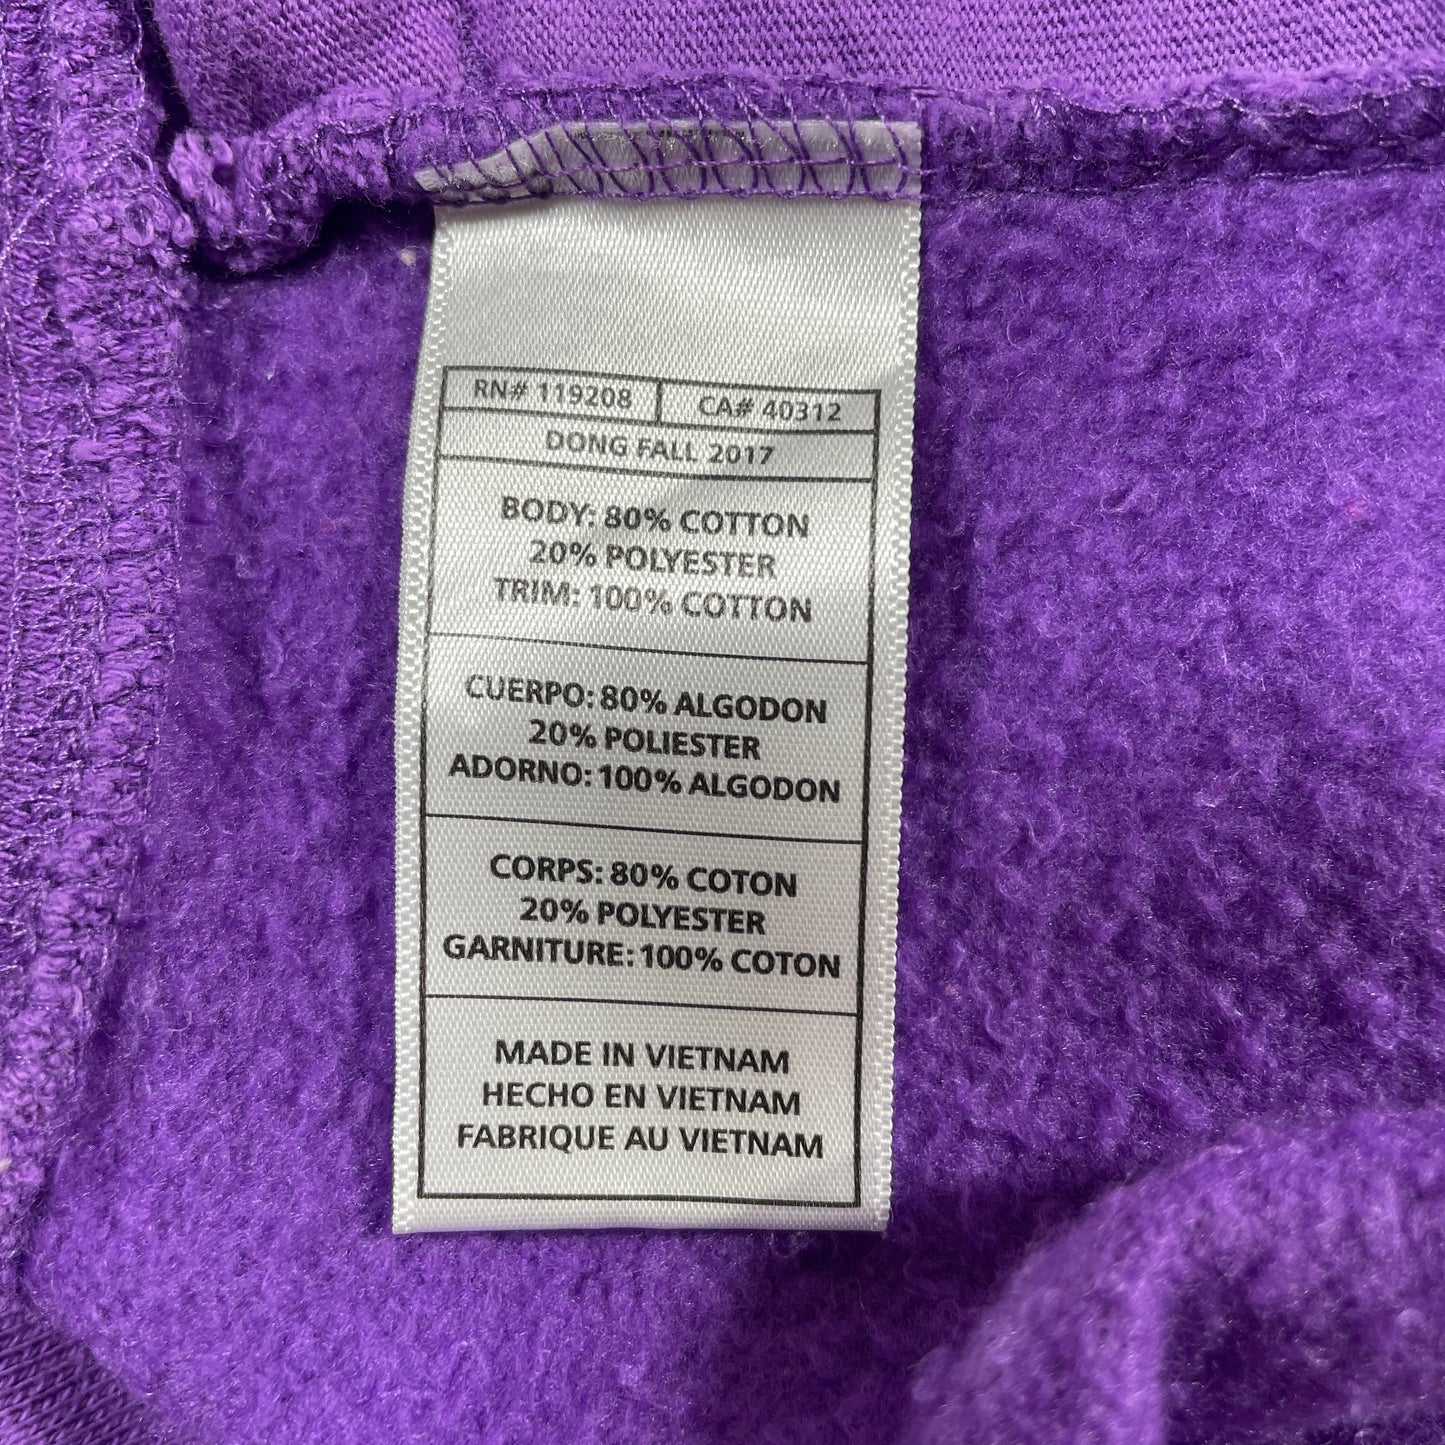 RN# 119208 CA# 40312
DONG FALL 2017
BODY: 80% COTTON
20% POLYESTER
TRIM: 100% COTTON
CUERPO: 80% ALGODON
20% POLIESTER
ADORNO: 100% ALGODON
CORPS: 80% COTON
20% POLYESTER
GARNITURE: 100% COTON
MADE IN VIETNAM
HECHO EN VIETNAM
FABRIQUE AU VIETNAM